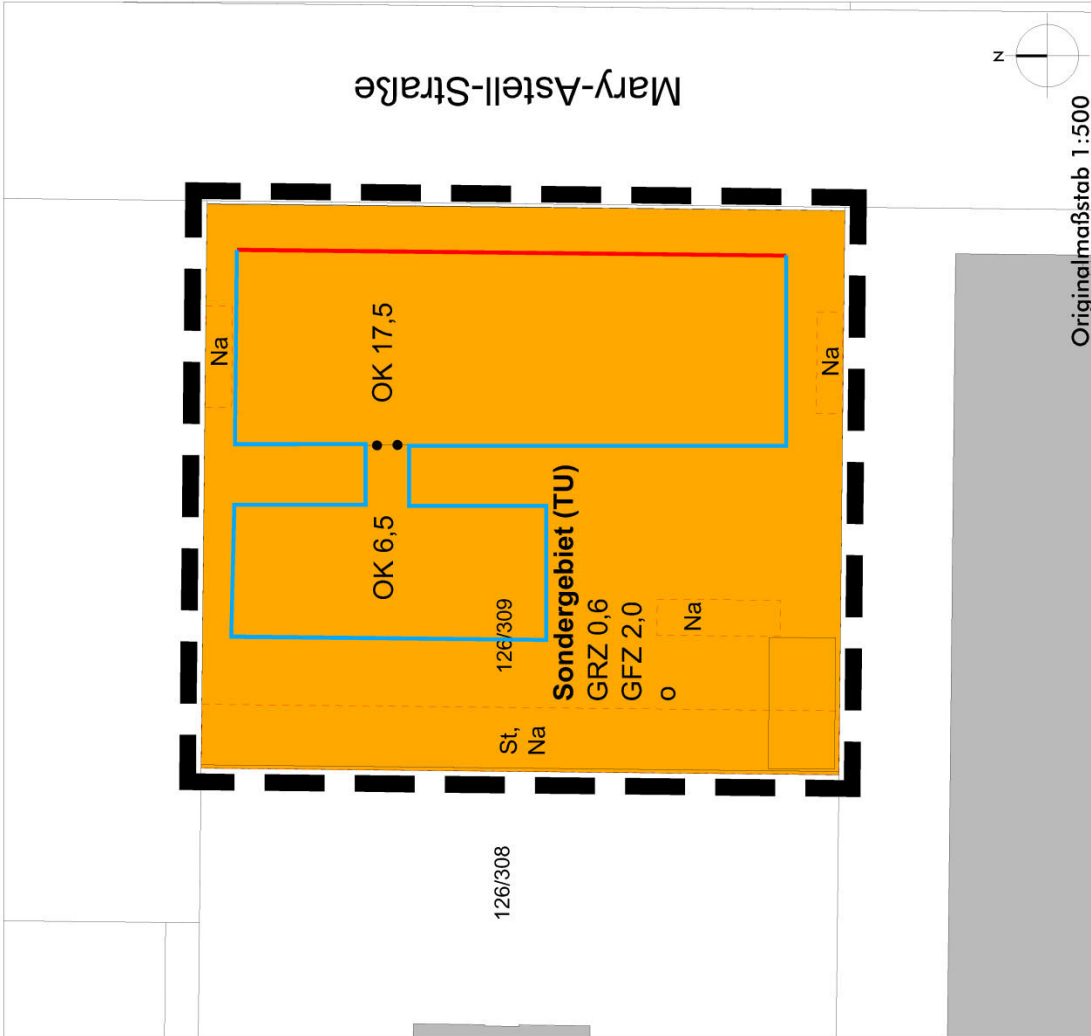 Mary-Astell-Straße
N
Originalmaßstab 1:500
Na
OK 17,5
Na
OK 6,5
126/309
Sondergebiet (TU)
GRZ 0,6
GFZ 2,0
o
Na
St,
Na
126/308